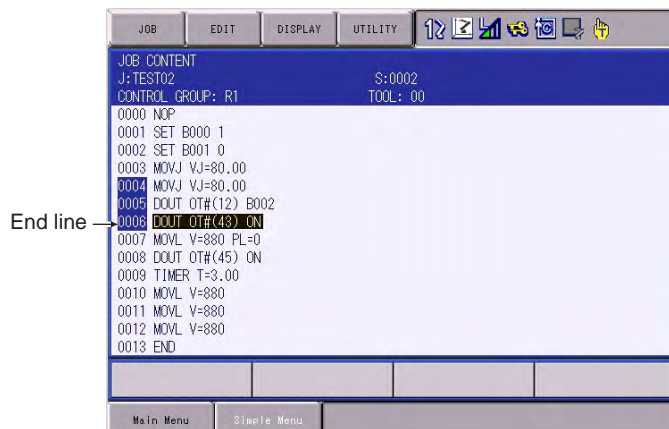 JOB EDIT DISPLAY UTILITY
JOB CONTENT
J:TEST02 S:0002
CONTROL GROUP: R1 TOOL: 00
0000 NOP
0001 SET B000 1
0002 SET B001 0
0003 MOVJ VJ=80.00
0004 MOVJ VJ=80.00
0005 DOUT OT#(12) B002
End line 0006 DOUT OT#(43) ON
0007 MOVL V=880 PL=0
0008 DOUT OT#(45) ON
0009 TIMER T=3.00
0010 MOVL V=880
0011 MOVL V=880
0012 MOVL V=880
0013 END
Main Menu Simple Menu